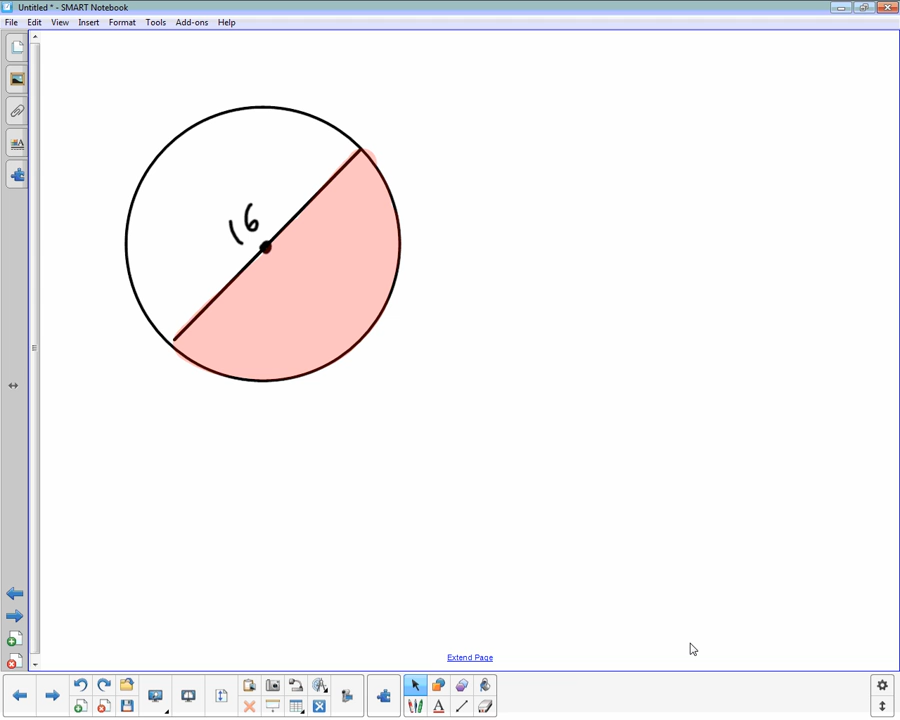 Untitled * - SMART Notebook
File Edit View Insert Format Tools Add-ons Help
16
Extend Page
A